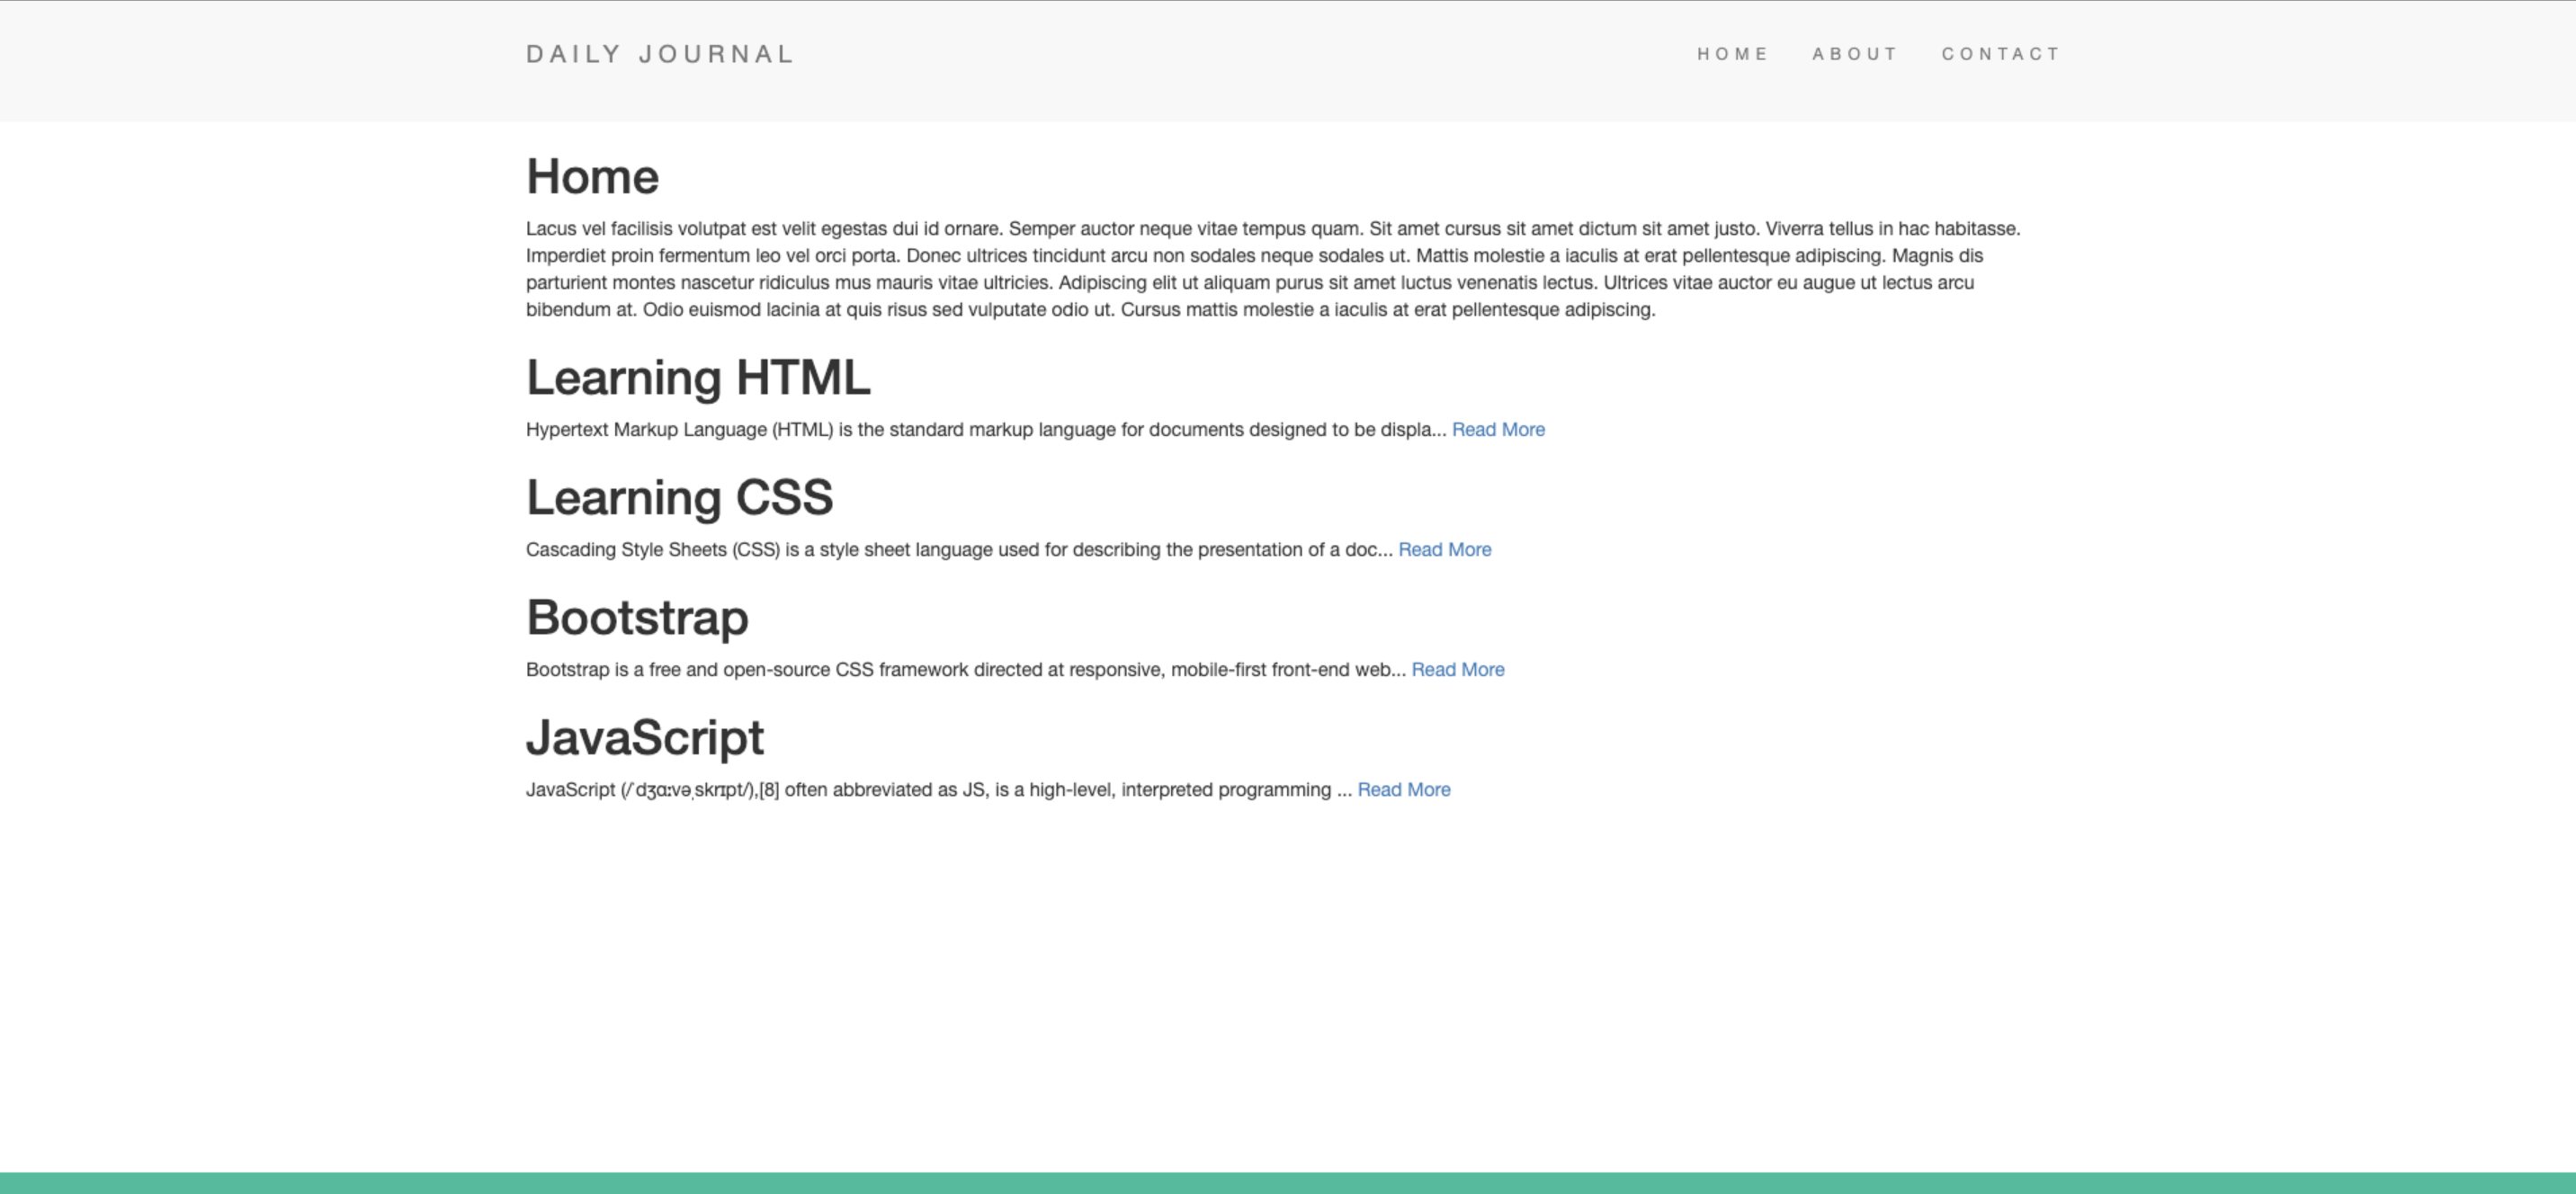 DAILY JOURNAL
HOME ABOUT CONTACT
Home
Lacus vel facilisis volutpat est velit egestas dui id ornare. Semper auctor neque vitae tempus quam. Sit amet cursus sit amet dictum sit amet justo. Viverra tellus in hac habitasse.
Imperdiet proin fermentum leo vel orci porta. Donec ultrices tincidunt arcu non sodales neque sodales ut. Mattis molestie a iaculis at erat pellentesque adipiscing. Magnis dis
parturient montes nascetur ridiculus mus mauris vitae ultricies. Adipiscing elit ut aliquam purus sit amet luctus venenatis lectus. Ultrices vitae auctor eu augue ut lectus arcu
bibendum at. Odio euismod lacinia at quis risus sed vulputate odio ut. Cursus mattis molestie a iaculis at erat pellentesque adipiscing.
Learning HTML
Hypertext Markup Language (HTML) is the standard markup language for documents designed to be displa... Read More
Learning CSS
Cascading Style Sheets (CSS) is a style sheet language used for describing the presentation of a doc... Read More
Bootstrap
Bootstrap is a free and open-source CSS framework directed at responsive, mobile-first front-end web... Read More
JavaScript
JavaScript (/ˈdʒɑːvəˌskrɪpt/),[8] often abbreviated as JS, is a high-level, interpreted programming ... Read More